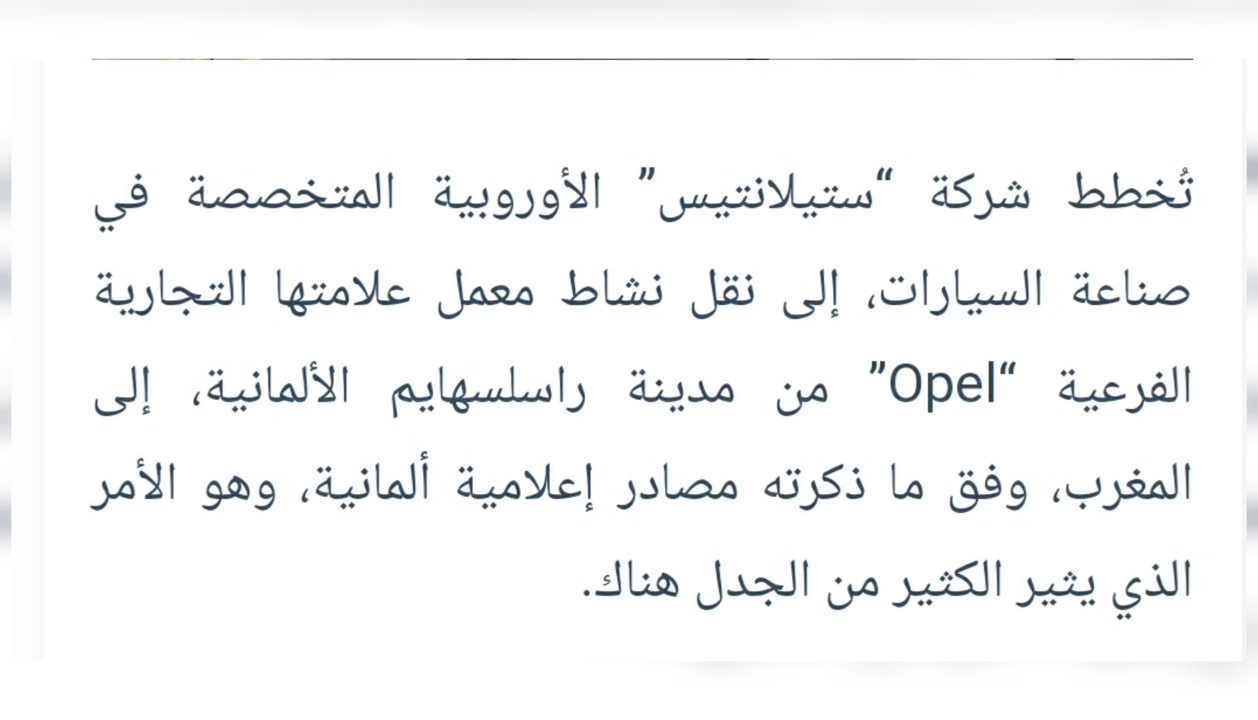 تُخطط شركة “ستيلانتيس” الأوروبية المتخصصة في
صناعة السيارات، إلى نقل نشاط معمل علامتها التجارية
الفرعية “Opel” من مدينة راسلسهايم الألمانية، إلى
المغرب، وفق ما ذكرته مصادر إعلامية ألمانية، وهو الأمر
الذي يثير الكثير من الجدل هناك.